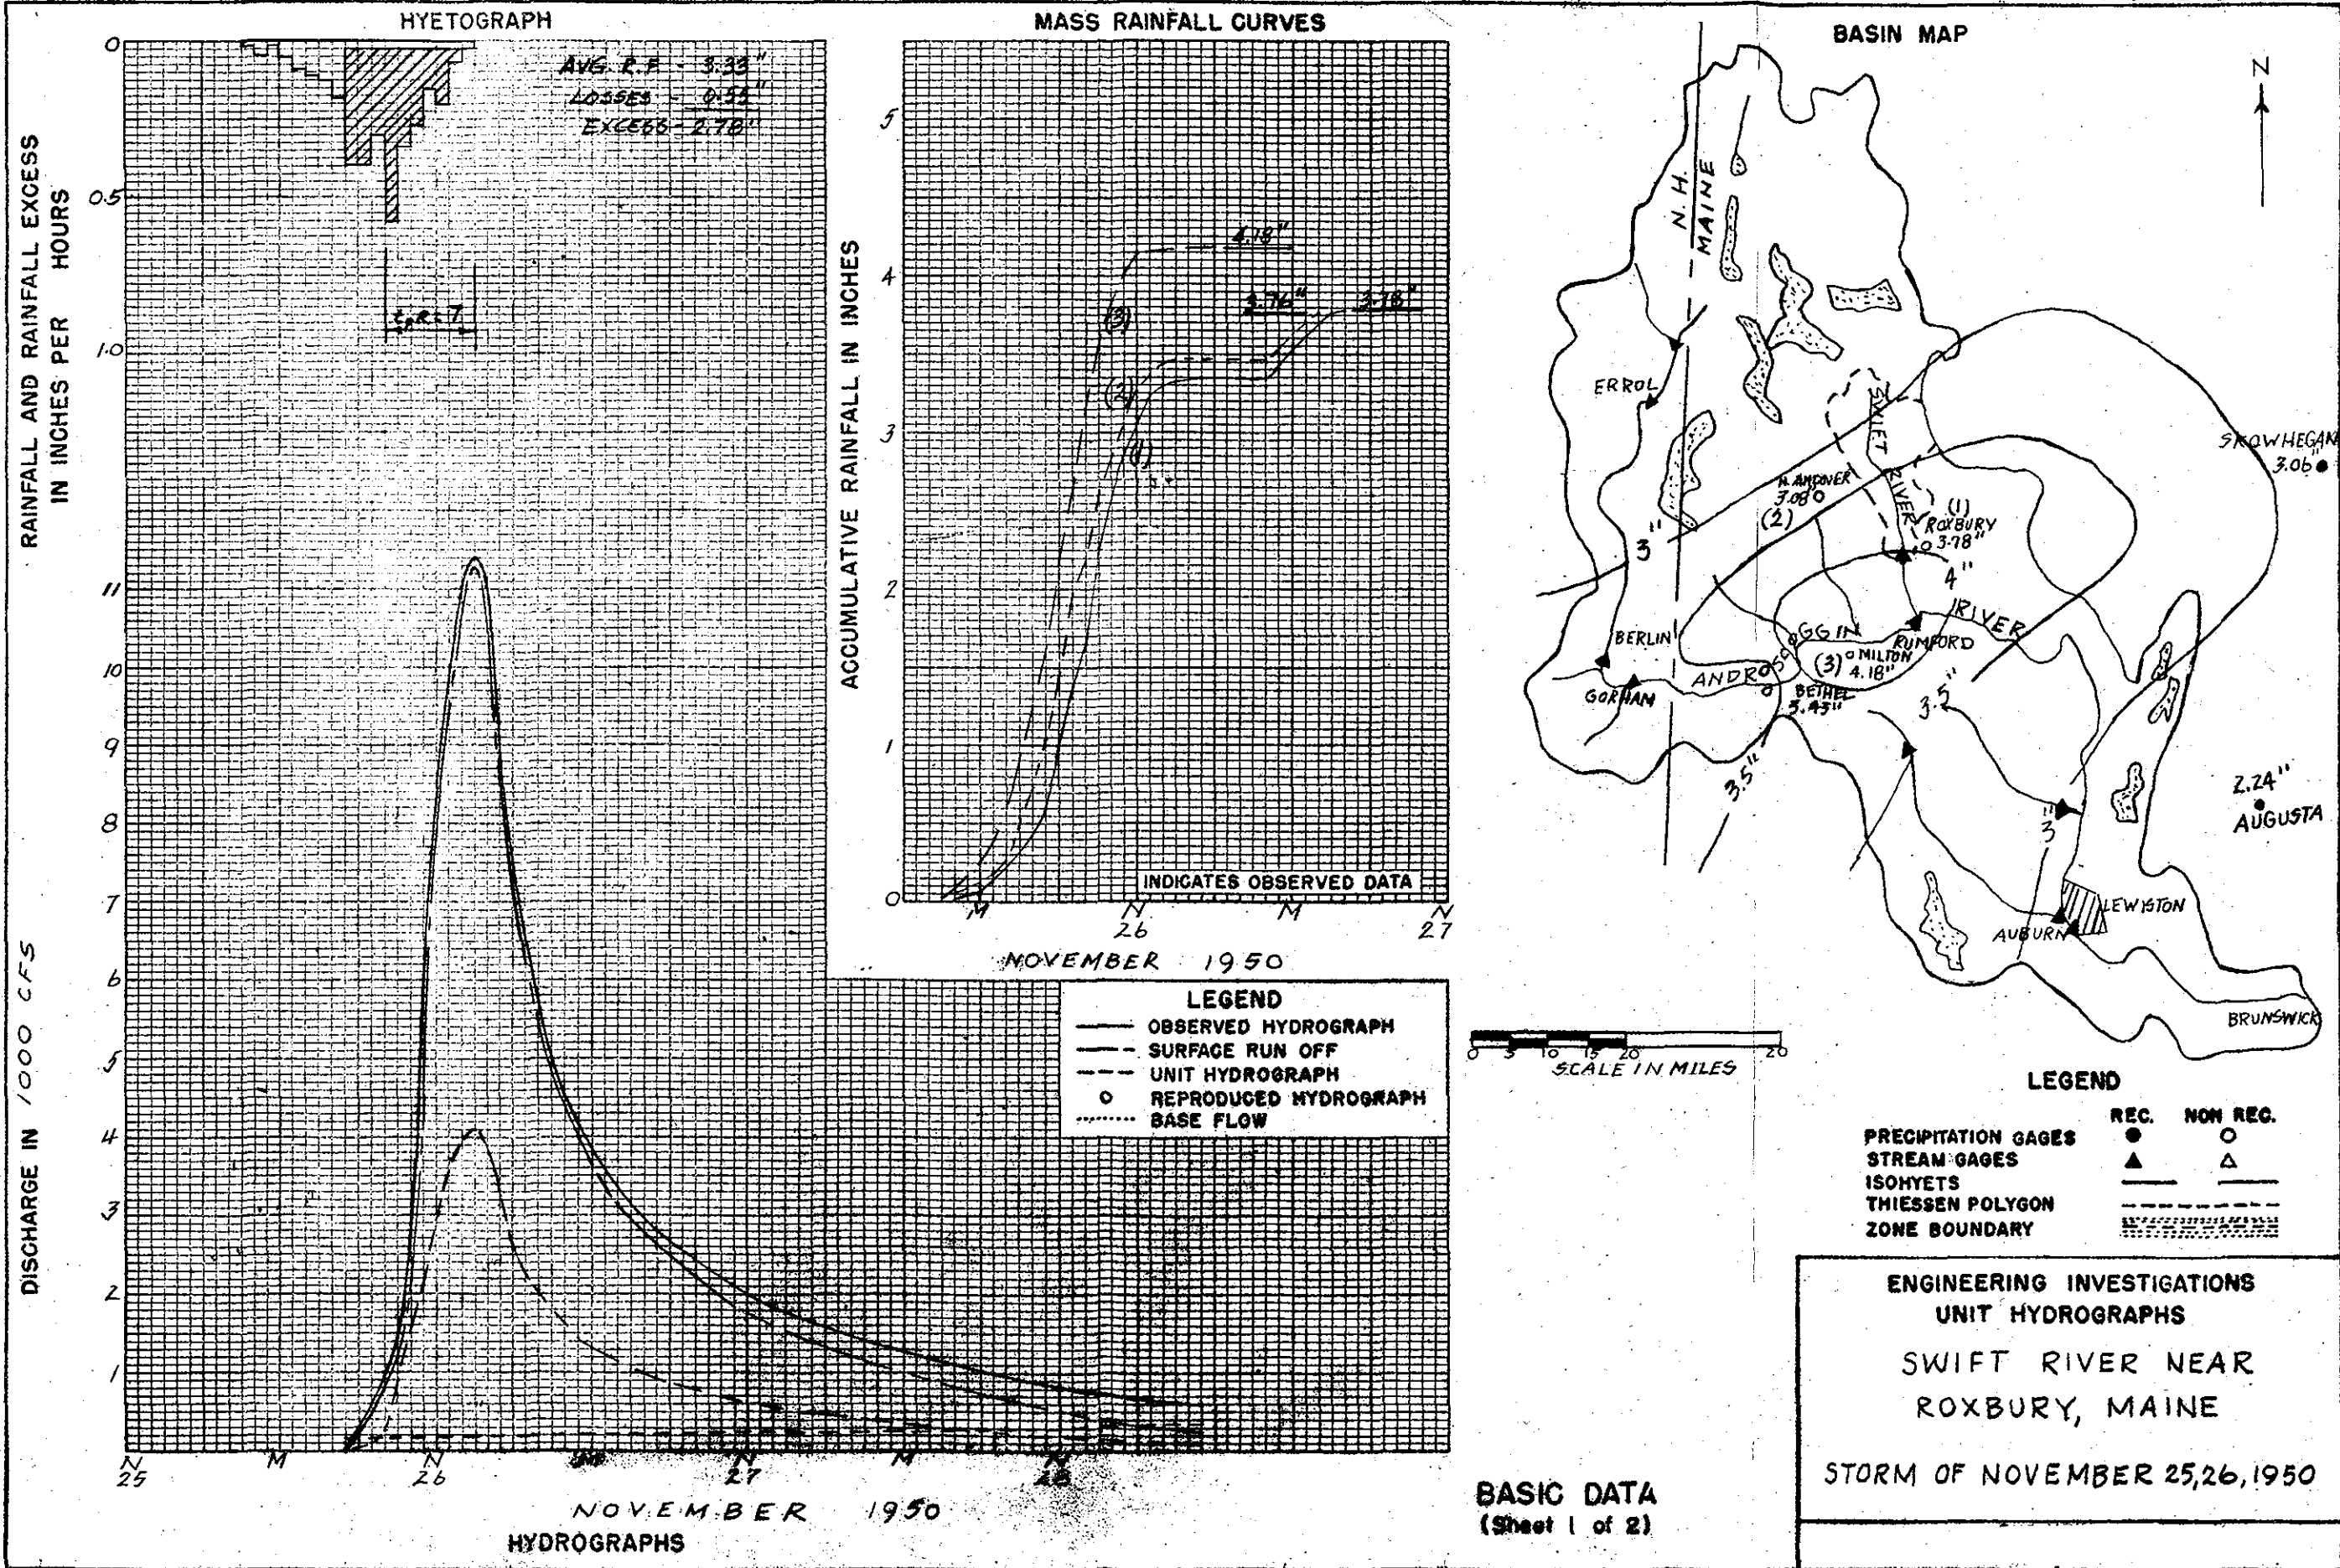 HYETOGRAPH
RAINFALL AND RAINFALL EXCESS
IN INCHES PER HOURS
0
0.5
1.0
AVG. R.F. - 3.33"
LOSSES - 0.55"
EXCESS - 2.78"
tpR = 7
DISCHARGE IN 1000 CFS
11
10
9
8
7
6
5
4
3
2
1
N
25
M
N
26
N
27
M
28
NOVEMBER 1950
HYDROGRAPHS
MASS RAINFALL CURVES
ACCUMULATIVE RAINFALL IN INCHES
5
4
3
2
1
0
4.18"
3.76"
3.78"
(3)
(2)
(1)
INDICATES OBSERVED DATA
M
N
26
M
N
27
NOVEMBER 1950
LEGEND
OBSERVED HYDROGRAPH
SURFACE RUN OFF
UNIT HYDROGRAPH
REPRODUCED HYDROGRAPH
BASE FLOW
BASIN MAP
N
N.H.
MAINE
ERROL
SWIFT RIVER
SKOWHEGAN
3.06"
N. ANDOVER
3.08"
(2)
(1)
ROXBURY
3.78"
3"
4"
BERLIN
GORHAM
ANDROSCOGGIN RIVER
RUMFORD
(3) MILTON
4.18"
BETHEL
3.43"
3.5"
3.5"
3"
2.24"
AUGUSTA
LEWISTON
AUBURN
BRUNSWICK
0 5 10 15 20 20
SCALE IN MILES
LEGEND
REC. NON REC.
PRECIPITATION GAGES
STREAM GAGES
ISOHYETS
THIESSEN POLYGON
ZONE BOUNDARY
BASIC DATA
(Sheet 1 of 2)
ENGINEERING INVESTIGATIONS
UNIT HYDROGRAPHS
SWIFT RIVER NEAR
ROXBURY, MAINE
STORM OF NOVEMBER 25,26,1950